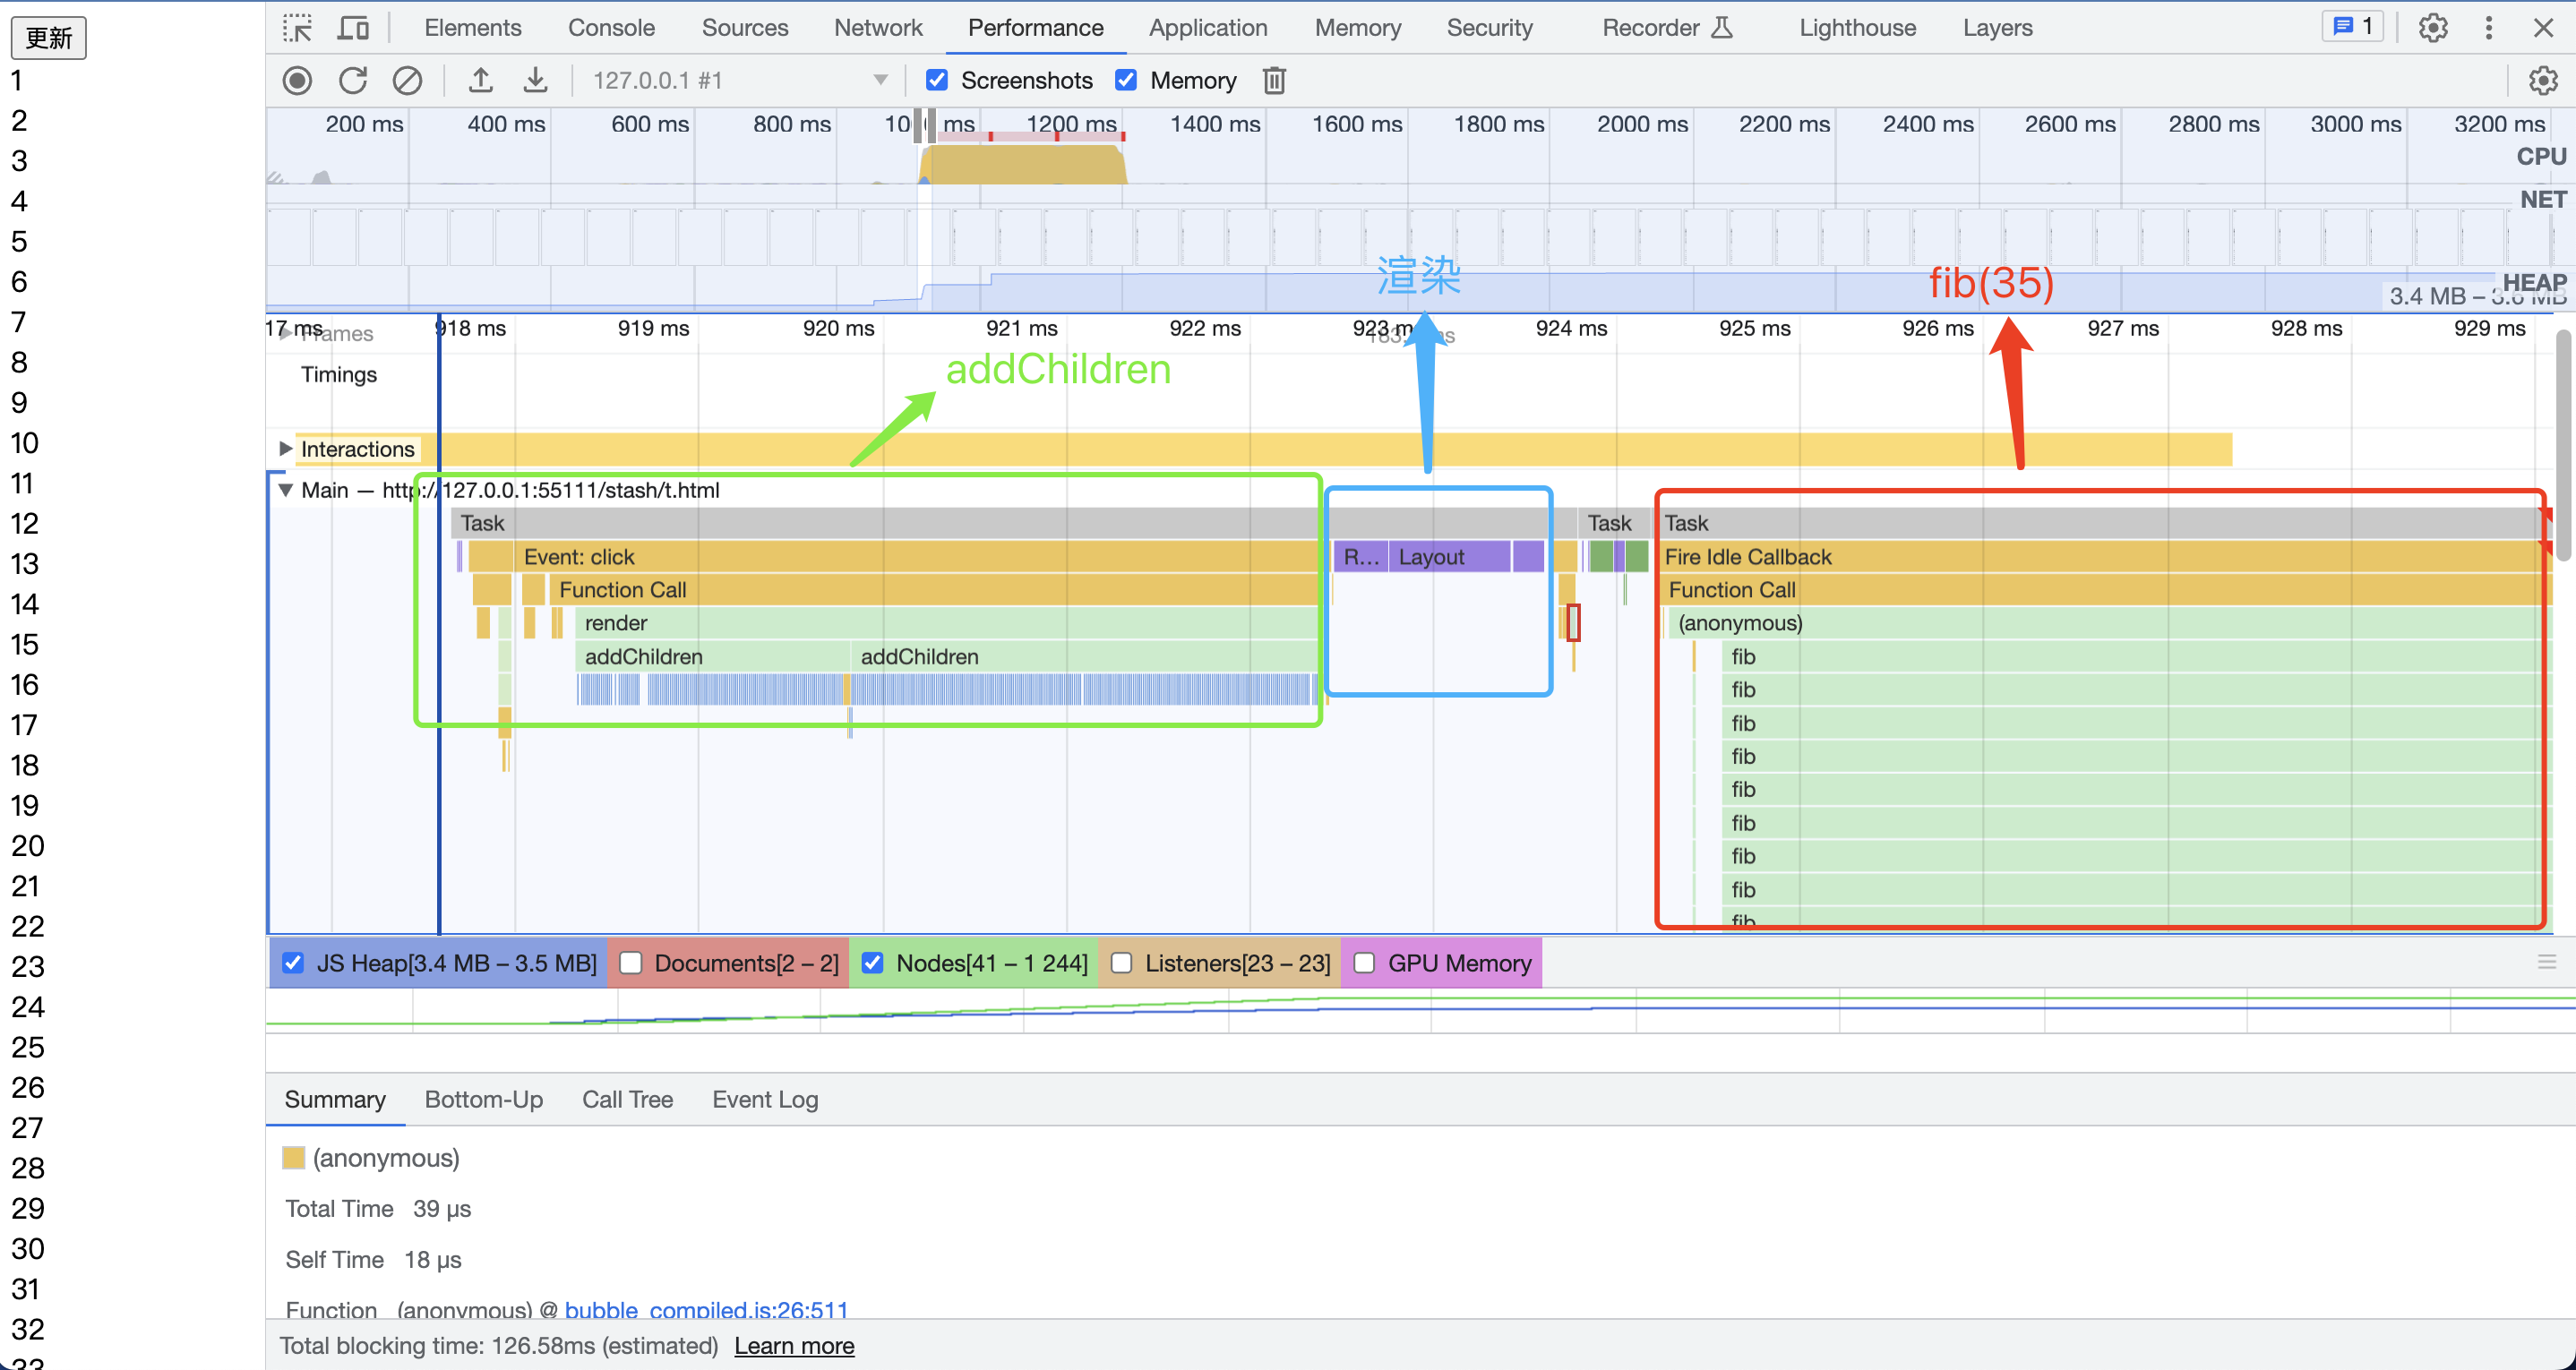 更新
1
2
3
4
5
6
7
8
9
10
11
12
13
14
15
16
17
18
19
20
21
22
23
24
25
26
27
28
29
30
31
32
33
Elements Console Sources Network Performance Application Memory Security Recorder Lighthouse Layers 1
127.0.0.1 #1 Screenshots Memory
200 ms 400 ms 600 ms 800 ms ms 1200 ms 1400 ms 1600 ms 1800 ms 2000 ms 2200 ms 2400 ms 2600 ms 2800 ms 3000 ms 3200 ms
CPU
NET
渲染 fib(35) HEAP
3.4 MB – 3.6 MB
17 ms 918 ms 919 ms 920 ms 921 ms 922 ms 923 m 924 ms 925 ms 926 ms 927 ms 928 ms 929 ms
Frames
Timings
addChildren
Interactions
Main — http://127.0.0.1:55111/stash/t.html
Task Task Task
Event: click R... Layout Fire Idle Callback
Function Call Function Call
render (anonymous)
addChildren addChildren fib
fib
fib
fib
fib
fib
fib
fib
fib
JS Heap[3.4 MB – 3.5 MB] Documents[2 – 2] Nodes[41 – 1 244] Listeners[23 – 23] GPU Memory
Summary Bottom-Up Call Tree Event Log
(anonymous)
Total Time 39 μs
Self Time 18 μs
Function (anonymous) @ bubble_compiled.js:26:511
Total blocking time: 126.58ms (estimated) Learn more